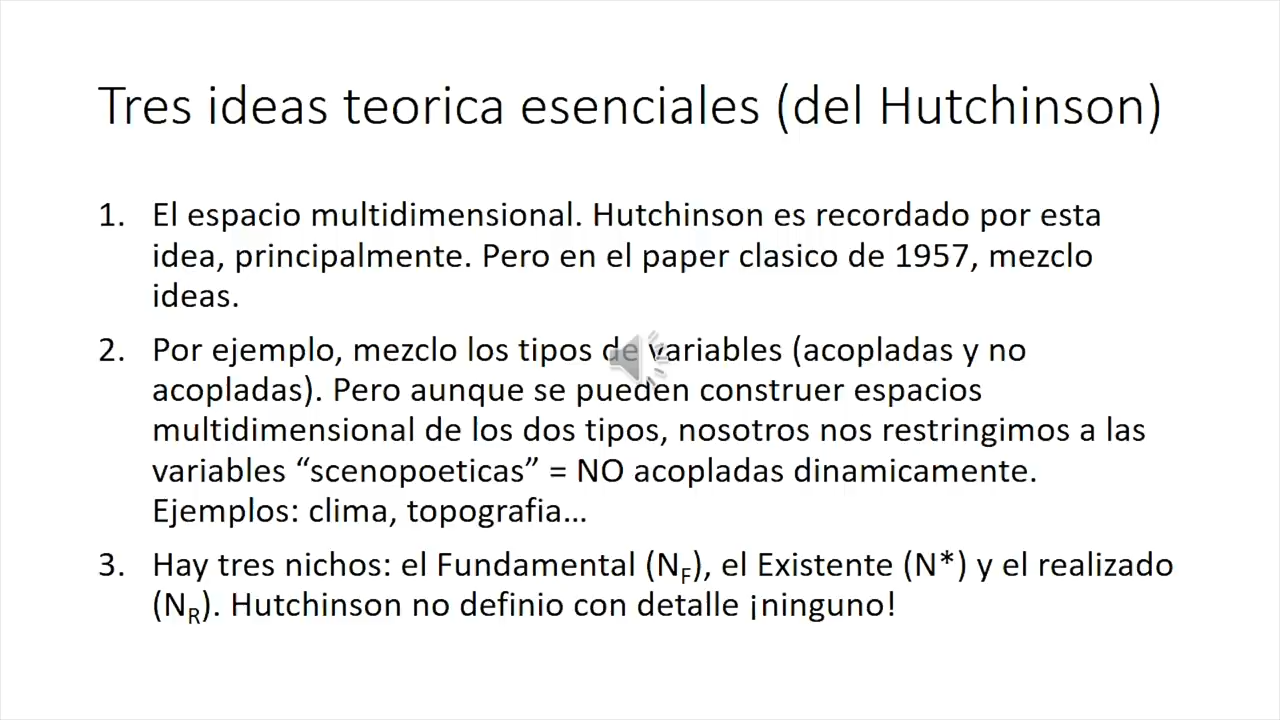 Tres ideas teorica esenciales (del Hutchinson)
1. El espacio multidimensional. Hutchinson es recordado por esta
idea, principalmente. Pero en el paper clasico de 1957, mezclo
ideas.
2. Por ejemplo, mezclo los tipos de variables (acopladas y no
acopladas). Pero aunque se pueden construer espacios
multidimensional de los dos tipos, nosotros nos restringimos a las
variables “scenopoeticas” = NO acopladas dinamicamente.
Ejemplos: clima, topografia…
3. Hay tres nichos: el Fundamental (NF), el Existente (N*) y el realizado
(NR). Hutchinson no definio con detalle ¡ninguno!